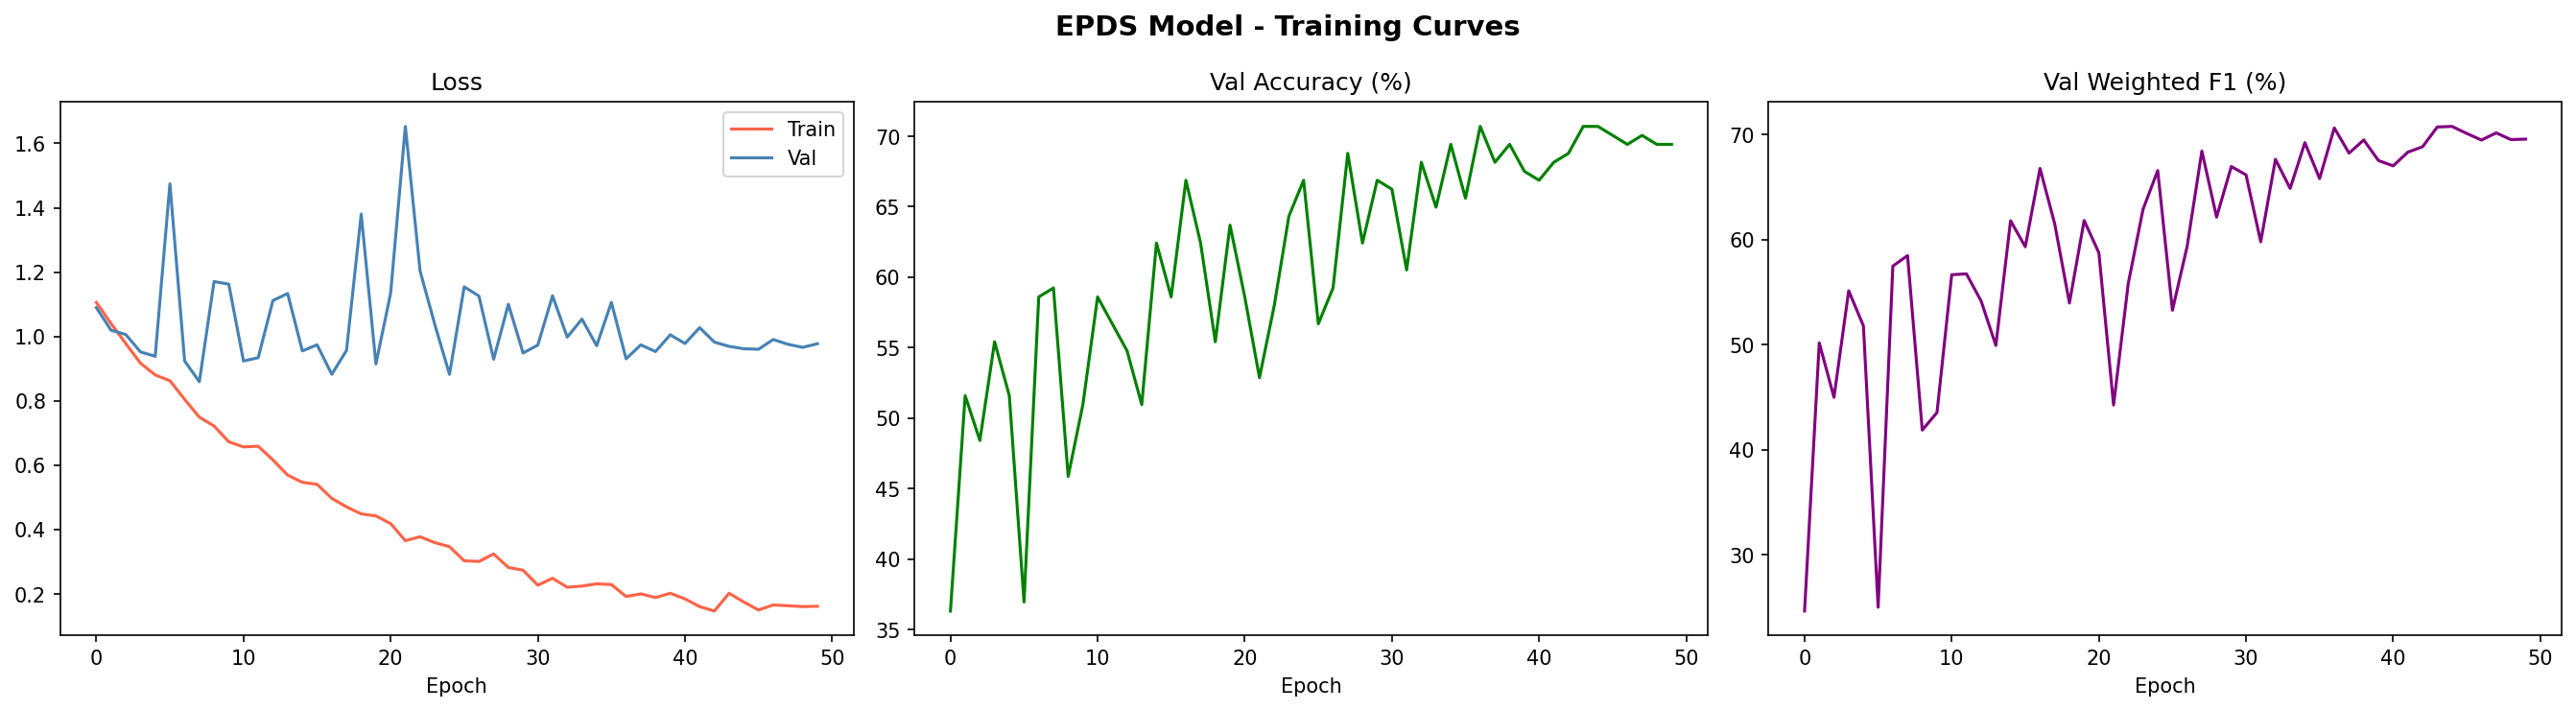 EPDS Model - Training Curves
Loss
1.6
1.4
1.2
1.0
0.8
0.6
0.4
0.2
Train
Val
0 10 20 30 40 50
Epoch
Val Accuracy (%)
70
65
60
55
50
45
40
35
0 10 20 30 40 50
Epoch
Val Weighted F1 (%)
70
60
50
40
30
0 10 20 30 40 50
Epoch